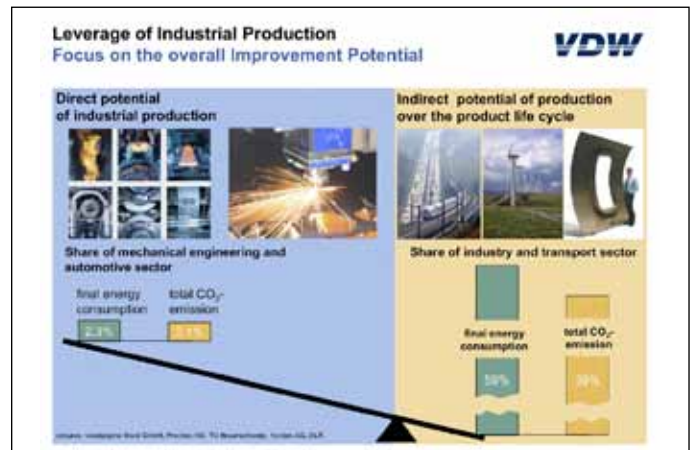 Leverage of Industrial Production
Focus on the overall Improvement Potential
VDW
Direct potential
of industrial production
Indirect potential of production
over the product life cycle
Share of mechanical engineering and
automotive sector
final energy
consumption
total CO₂-
emission
2.3%
Share of industry and transport sector
final energy
consumption
total CO₂-
emission
59%